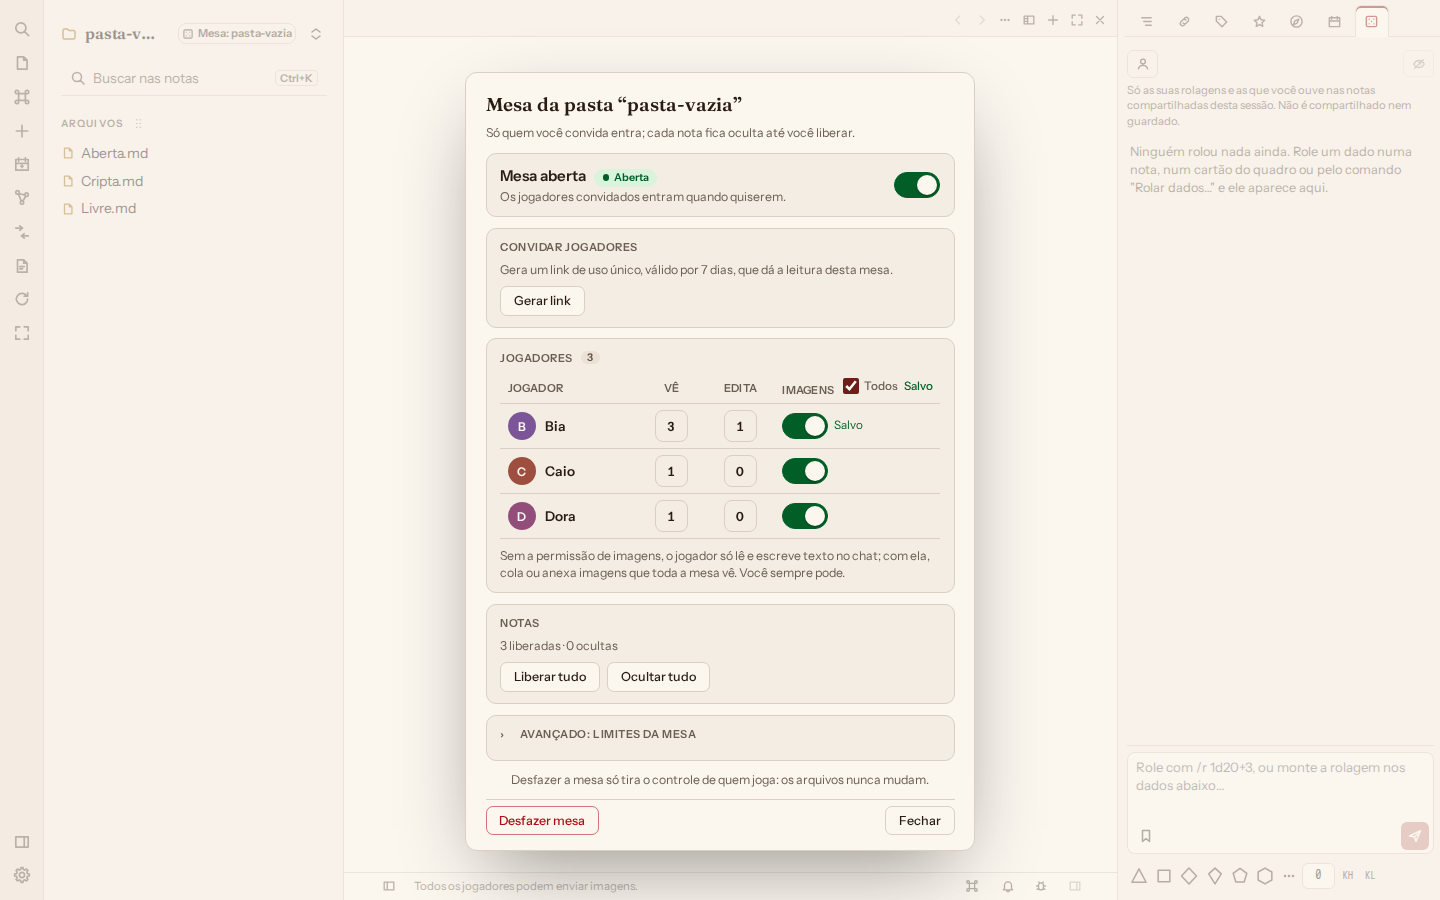 pasta-v...
Mesa: pasta-vazia
Buscar nas notas
Ctrl+K
ARQUIVOS
Aberta.md
Cripta.md
Livre.md
Mesa da pasta “pasta-vazia”
Só quem você convida entra; cada nota fica oculta até você liberar.
Mesa aberta
Aberta
Os jogadores convidados entram quando quiserem.
CONVIDAR JOGADORES
Gera um link de uso único, válido por 7 dias, que dá a leitura desta mesa.
Gerar link
JOGADORES 3
JOGADOR VÊ EDITA IMAGENS Todos Salvo
B Bia 3 1 Salvo
C Caio 1 0
D Dora 1 0
Sem a permissão de imagens, o jogador só lê e escreve texto no chat; com ela,
cola ou anexa imagens que toda a mesa vê. Você sempre pode.
NOTAS
3 liberadas · 0 ocultas
Liberar tudo
Ocultar tudo
› AVANÇADO: LIMITES DA MESA
Desfazer a mesa só tira o controle de quem joga: os arquivos nunca mudam.
Desfazer mesa
Fechar
Todos os jogadores podem enviar imagens.
Só as suas rolagens e as que você ouve nas notas
compartilhadas desta sessão. Não é compartilhado nem
guardado.
Ninguém rolou nada ainda. Role um dado numa
nota, num cartão do quadro ou pelo comando
"Rolar dados..." e ele aparece aqui.
Role com /r 1d20+3, ou monte a rolagem nos
dados abaixo...
0
KH
KL